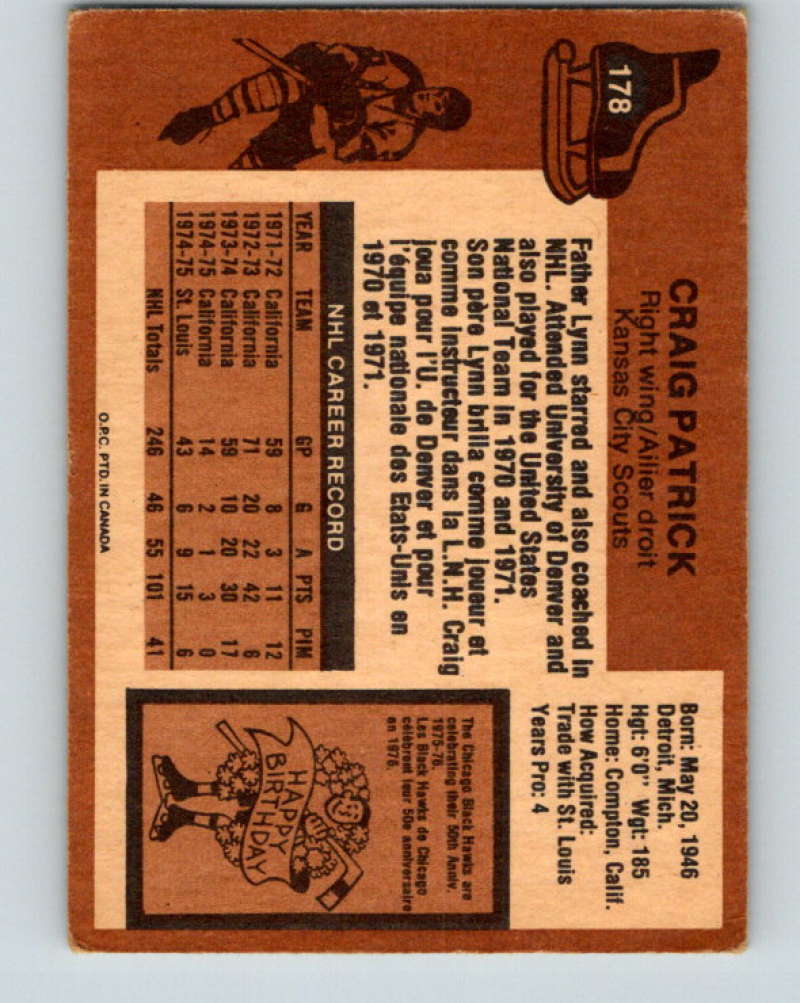 178
CRAIG PATRICK
Right wing/Ailier droit
Kansas City Scouts
Father Lynn starred and also coached in
NHL. Attended University of Denver and
also played for the United States
National Team in 1970 and 1971.
Son père Lynn brilla comme joueur et
comme instructeur dans la L.N.H. Craig
joua pour l'U. de Denver et pour
l'équipe nationale des Etats-Unis en
1970 et 1971.
NHL CAREER RECORD
YEAR TEAM GP G A PTS PIM
1971-72 California 59 8 3 11 12
1972-73 California 71 20 22 42 6
1973-74 California 59 10 20 30 17
1974-75 California 14 2 1 3 0
1974-75 St. Louis 43 6 9 15 6
NHL Totals 246 46 55 101 41
O.P.C. PTD. IN CANADA
Born: May 20, 1946
Detroit, Mich.
Hgt: 6'0" Wgt: 185
Home: Compton, Calif.
How Acquired:
Trade with St. Louis
Years Pro: 4
The Chicago Black Hawks are
celebrating their 50th Anniv.
1975-76.
Les Black Hawks de Chicago
célèbrent leur 50e anniversaire
en 1976.
HAPPY
BIRTHDAY